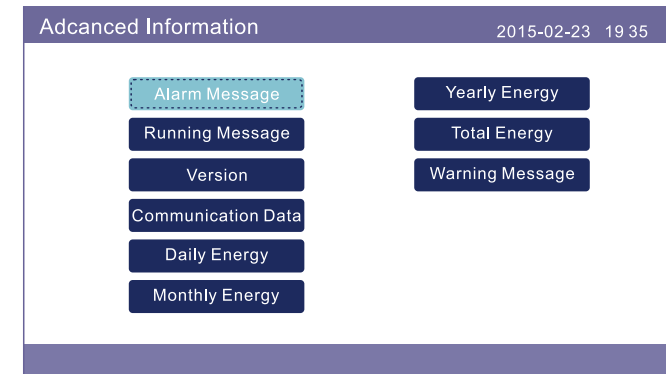 Adcanced Information 2015-02-23 19 35
Alarm Message
Running Message
Version
Communication Data
Daily Energy
Monthly Energy
Yearly Energy
Total Energy
Warning Message